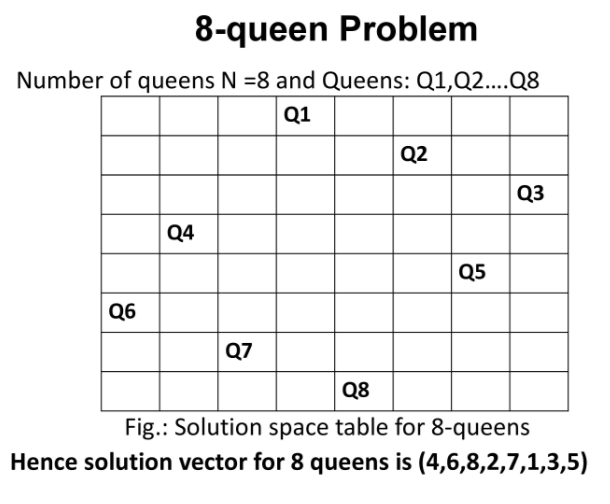 8-queen Problem
Number of queens N =8 and Queens: Q1,Q2....Q8
Q1
Q2
Q3
Q4
Q5
Q6
Q7
Q8
Fig.: Solution space table for 8-queens
Hence solution vector for 8 queens is (4,6,8,2,7,1,3,5)